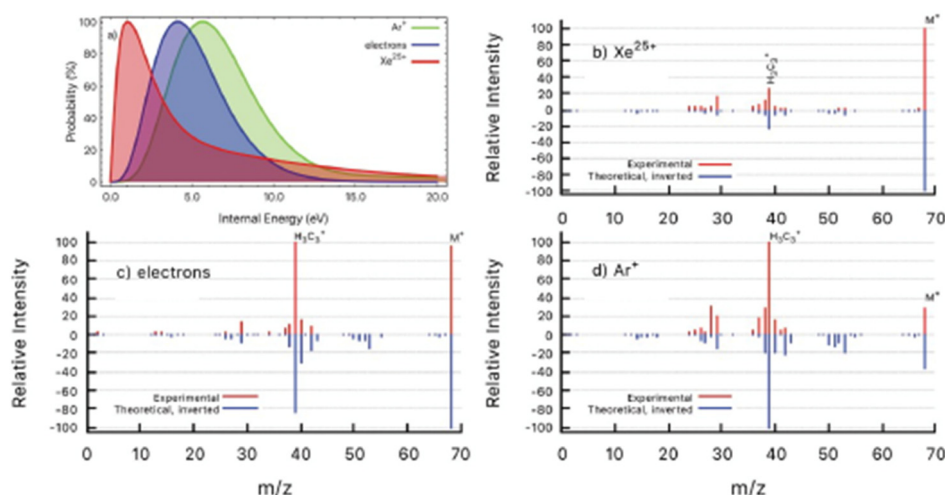 a)
Ar⁺
electrons
Xe²⁵⁺
Probability (%)
100
80
60
40
20
0
0.0 5.0 10.0 15.0 20.0
Internal Energy (eV)
b) Xe²⁵⁺
H₃C₃⁺
M⁺
Relative Intensity
100
80
60
40
20
0
-20
-40
-60
-80
-100
Experimental
Theoretical, inverted
0 10 20 30 40 50 60 70
c) electrons
H₃C₃⁺
M⁺
Relative Intensity
100
80
60
40
20
0
-20
-40
-60
-80
-100
Experimental
Theoretical, inverted
0 10 20 30 40 50 60 70
m/z
d) Ar⁺
H₃C₃⁺
M⁺
Relative Intensity
100
80
60
40
20
0
-20
-40
-60
-80
-100
Experimental
Theoretical, inverted
0 10 20 30 40 50 60 70
m/z